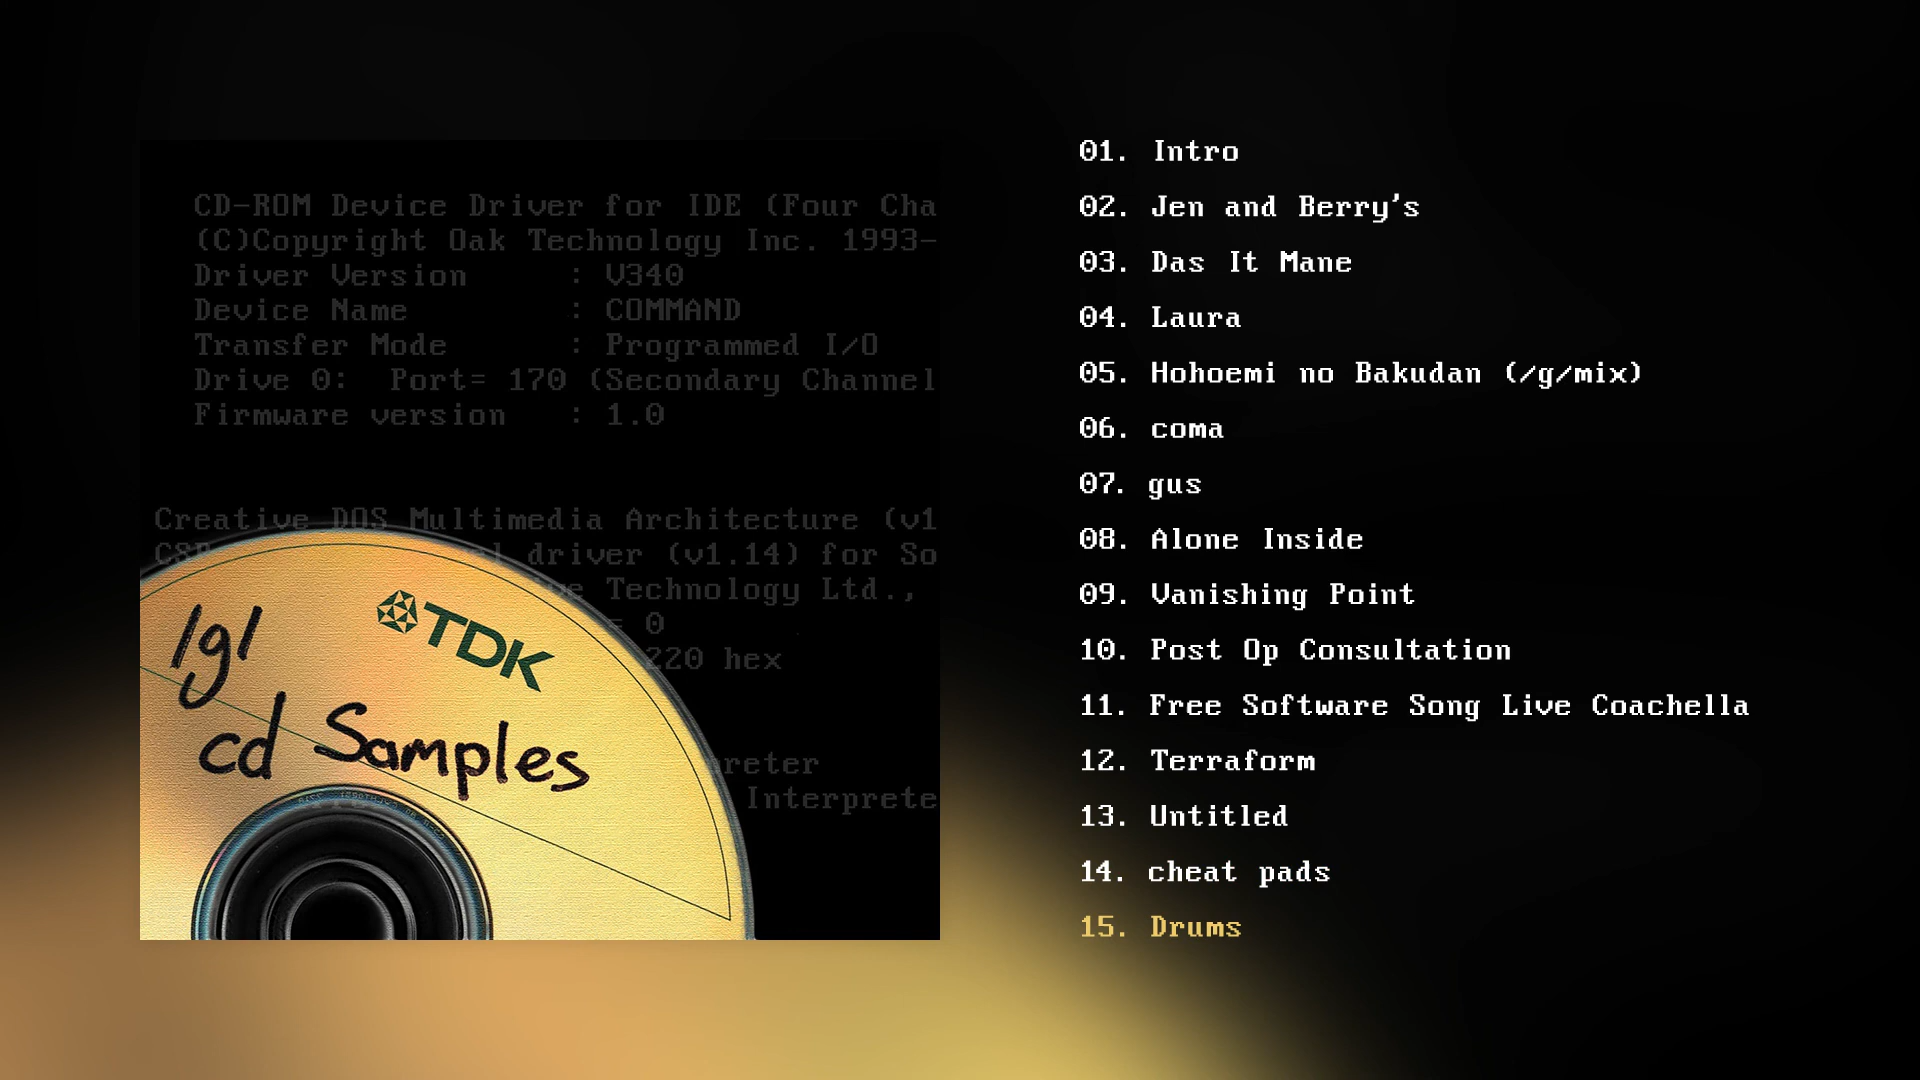 CD-ROM Device Driver for IDE (Four Cha
(C)Copyright Oak Technology Inc. 1993-
Driver Version : V340
Device Name : COMMAND
Transfer Mode : Programmed I/O
Drive 0: Port= 170 (Secondary Channel
Firmware version : 1.0
Creative DOS Multimedia Architecture (v1
driver (v1.14) for So
Technology Ltd.,
= 0
220 hex
preter
Interprete
/g/
TDK
cd Samples
01. Intro
02. Jen and Berry's
03. Das It Mane
04. Laura
05. Hohoemi no Bakudan (/g/mix)
06. coma
07. gus
08. Alone Inside
09. Vanishing Point
10. Post Op Consultation
11. Free Software Song Live Coachella
12. Terraform
13. Untitled
14. cheat pads
15. Drums